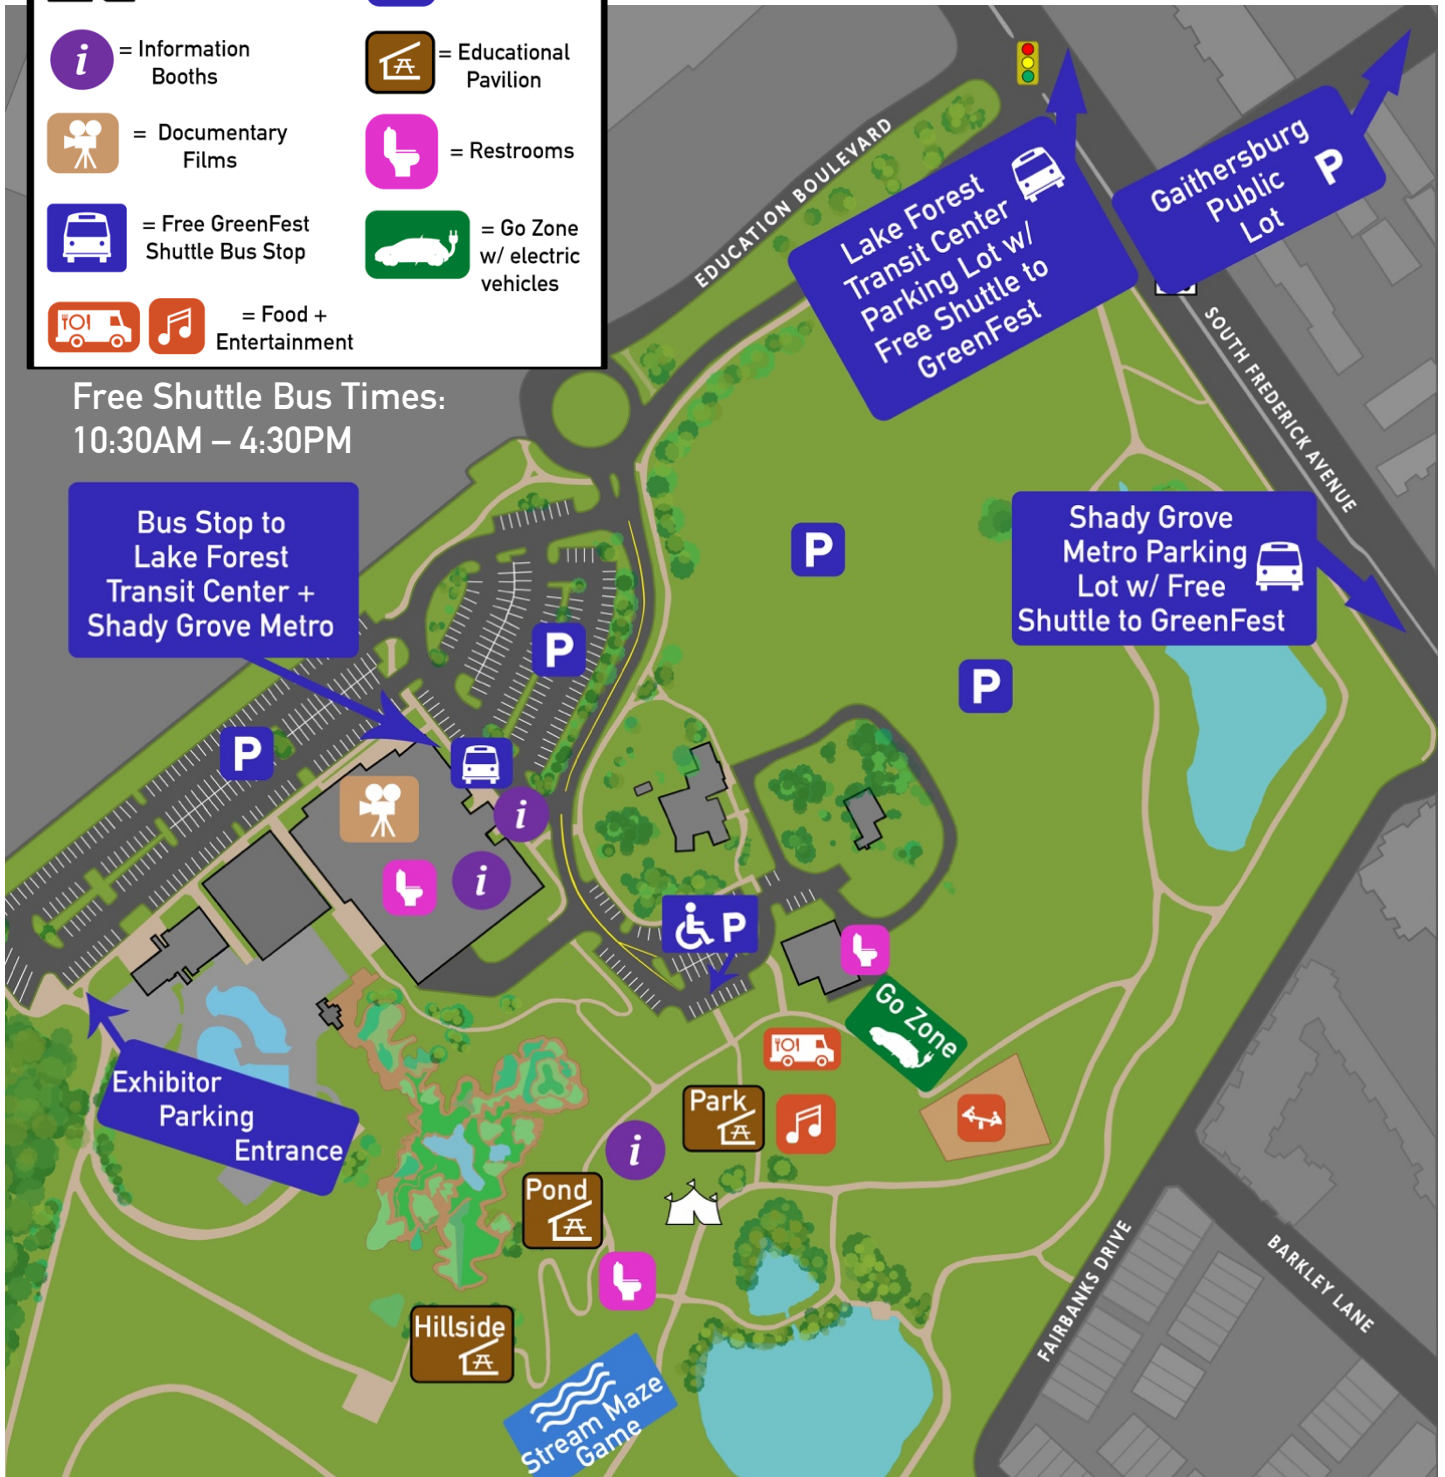 i
= Information
Booths
= Educational
Pavilion
= Documentary
Films
= Restrooms
= Free GreenFest
Shuttle Bus Stop
= Go Zone
w/ electric
vehicles
= Food +
Entertainment
Free Shuttle Bus Times:
10:30AM – 4:30PM
EDUCATION BOULEVARD
Lake Forest
Transit Center
Parking Lot w/
Free Shuttle to
GreenFest
Gaithersburg
Public
Lot
P
SOUTH FREDERICK AVENUE
Bus Stop to
Lake Forest
Transit Center +
Shady Grove Metro
Shady Grove
Metro Parking
Lot w/ Free
Shuttle to GreenFest
P
P
P
P
i
i
P
Go Zone
Exhibitor
Parking
Entrance
Park
i
Pond
Hillside
Stream Maze
Game
FAIRBANKS DRIVE
BARKLEY LANE